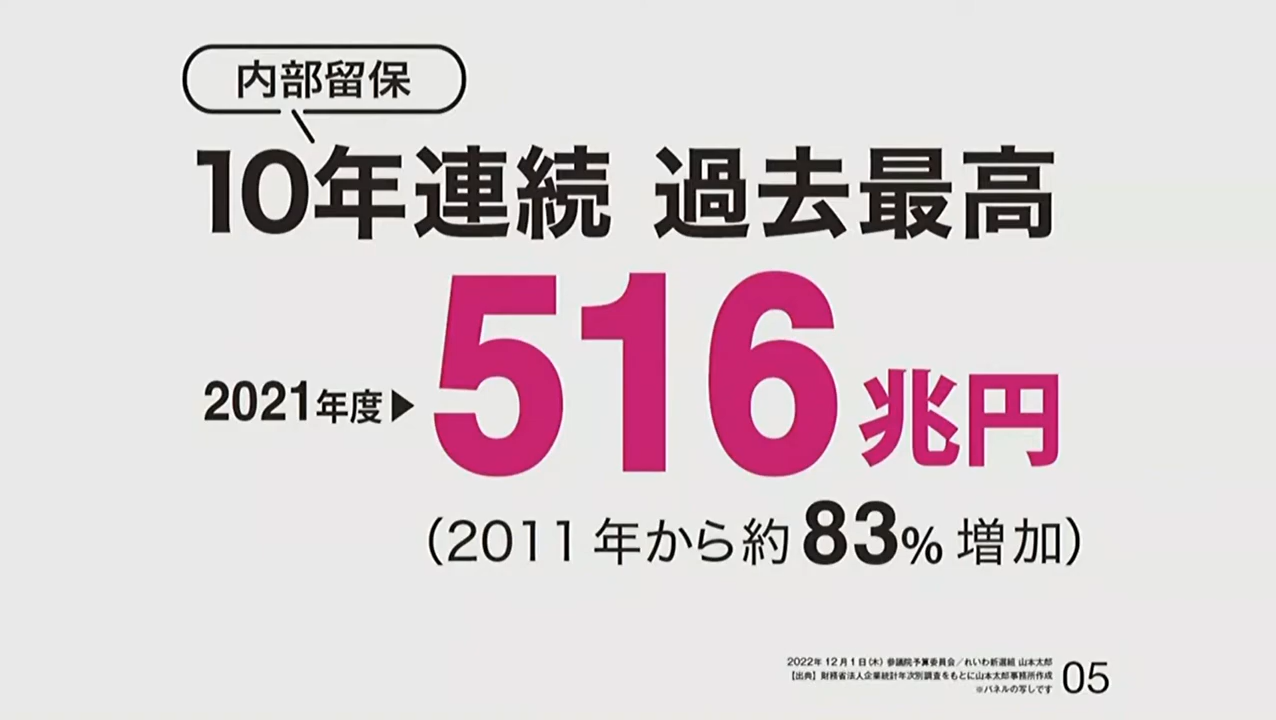 内部留保
10年連続 過去最高
2021年度▶516兆円
（2011年から約83%増加）
2022年12月1日（木） 参議院予算委員会／れいわ新選組 山本太郎
【出典】財務省法人企業統計年次別調査をもとに山本太郎事務所作成
※パネルの写しです
05